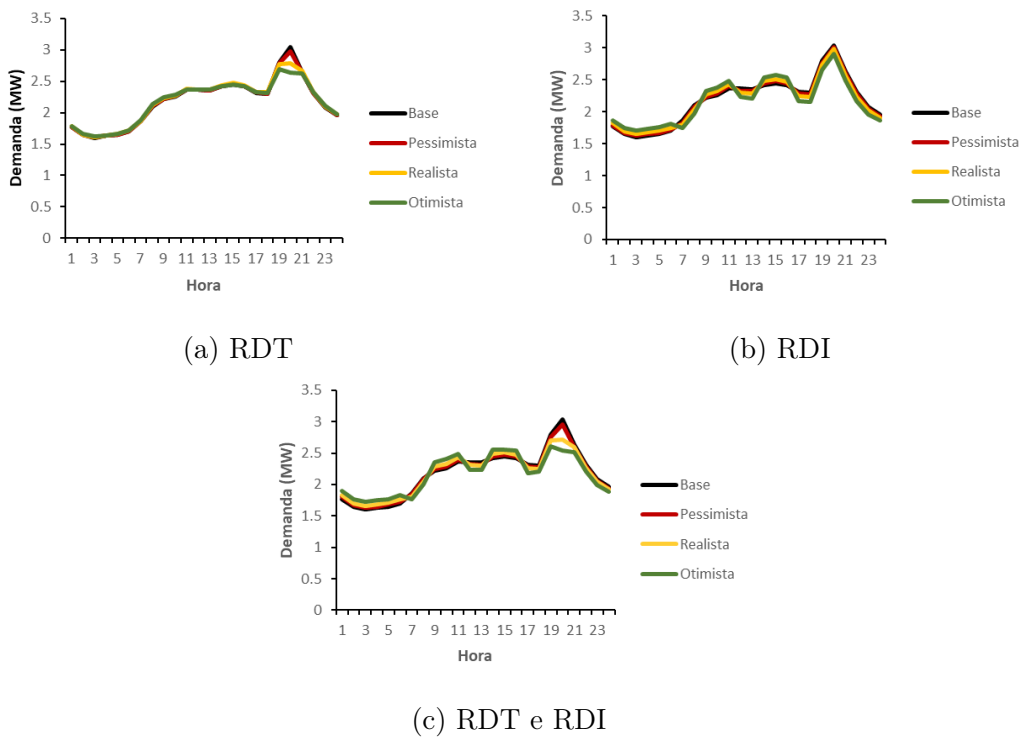 3.5
3
2.5
2
1.5
1
0.5
0
Demanda (MW)
1 3 5 7 9 11 13 15 17 19 21 23
Hora
Base
Pessimista
Realista
Otimista
(a) RDT
3.5
3
2.5
2
1.5
1
0.5
0
Demanda (MW)
1 3 5 7 9 11 13 15 17 19 21 23
Hora
Base
Pessimista
Realista
Otimista
(b) RDI
3.5
3
2.5
2
1.5
1
0.5
0
Demanda (MW)
1 3 5 7 9 11 13 15 17 19 21 23
Hora
Base
Pessimista
Realista
Otimista
(c) RDT e RDI